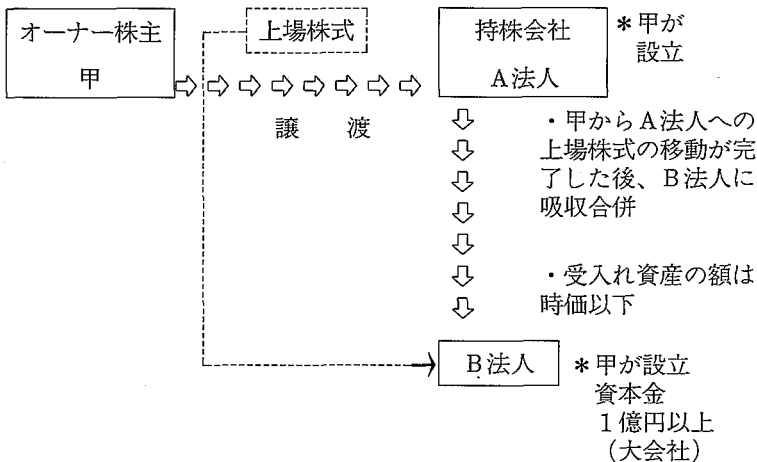 オーナー株主
甲
上場株式
譲渡
持株会社
A法人
*甲が
設立
・甲からA法人への
上場株式の移動が完
了した後、B法人に
吸収合併
・受入れ資産の額は
時価以下
B法人
*甲が設立
資本金
1億円以上
(大会社)